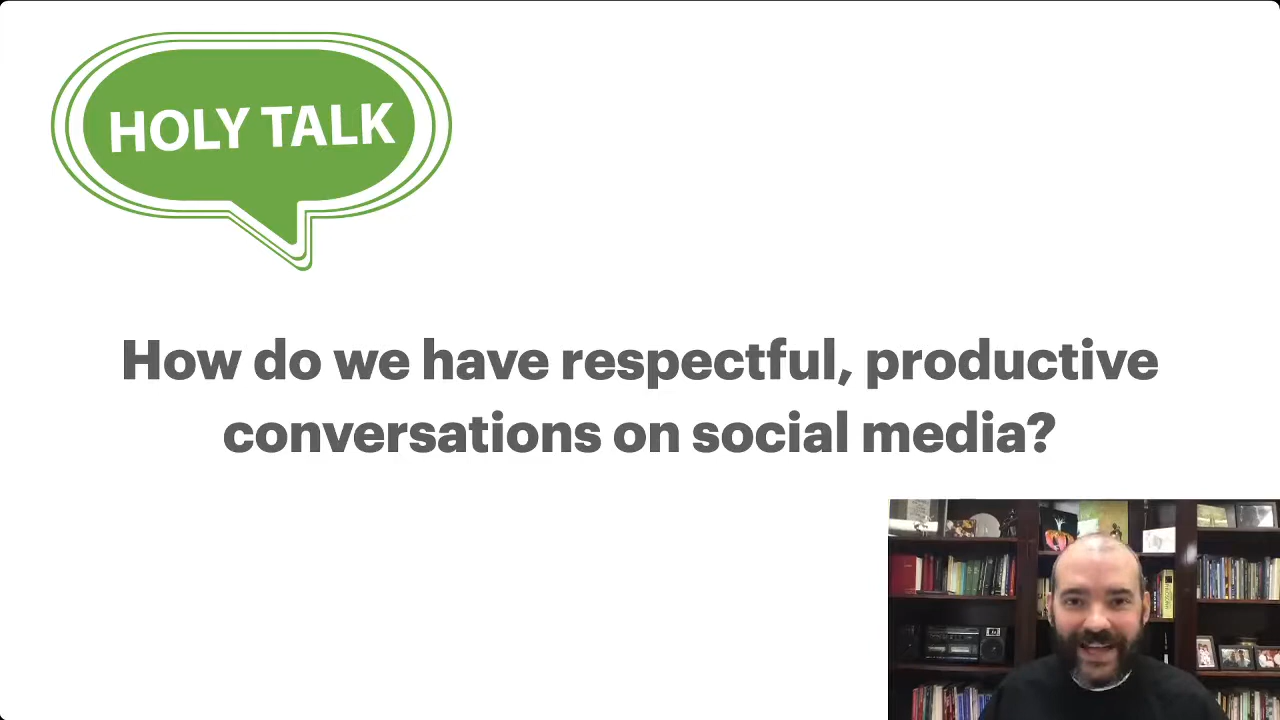 HOLY TALK
How do we have respectful, productive
conversations on social media?